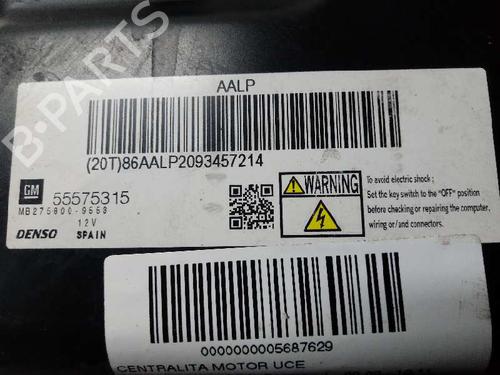 AALP
(20T)86AALP2093457214
GM 55575315
MB275800-9553
12V
DENSO SPAIN
WARNING
To avoid electric shock :
Set the key switch to the "OFF" position
before checking or repairing the computer,
wiring or/and connectors.
0000000005687629
CENTRALITA MOTOR UCE
B-PARTS